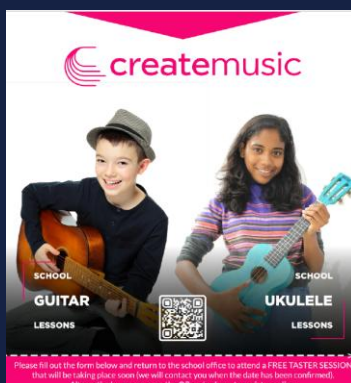 createmusic
SCHOOL
GUITAR
LESSONS
SCHOOL
UKULELE
LESSONS
Please fill out the form below and return to the school office to attend a FREE TASTER SESSION
that will be taking place soon (we will contact you when the date has been confirmed).